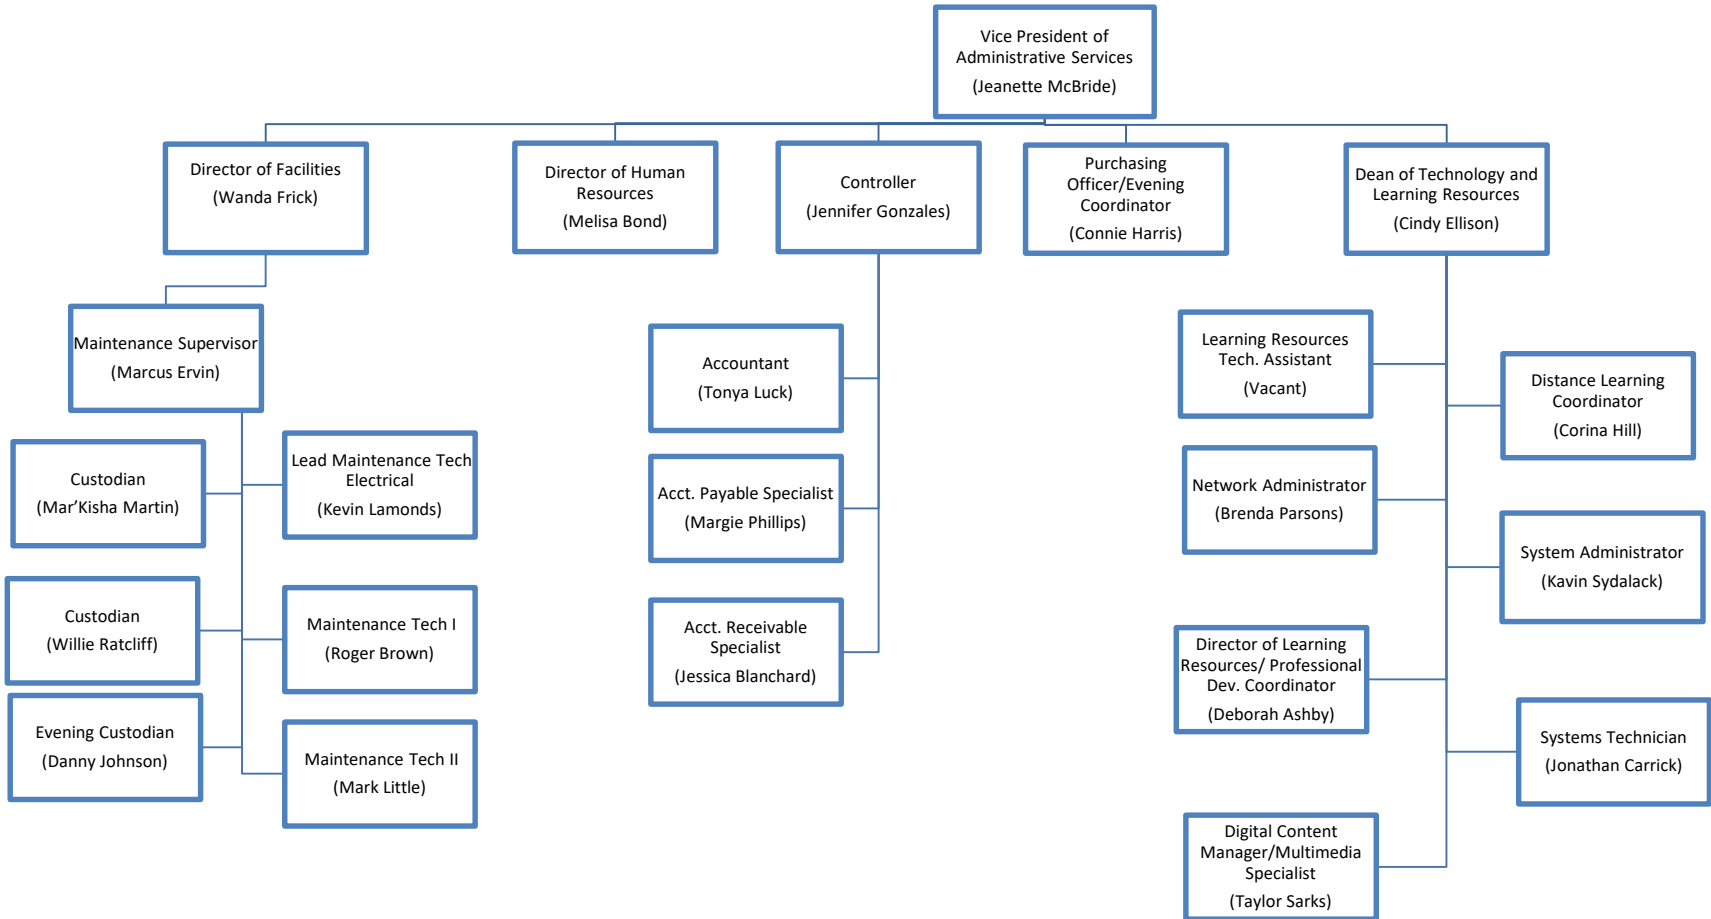 Vice President of
Administrative Services
(Jeanette McBride)
Director of Facilities
(Wanda Frick)
Director of Human
Resources
(Melisa Bond)
Controller
(Jennifer Gonzales)
Purchasing
Officer/Evening
Coordinator
(Connie Harris)
Dean of Technology and
Learning Resources
(Cindy Ellison)
Maintenance Supervisor
(Marcus Ervin)
Custodian
(Mar’Kisha Martin)
Lead Maintenance Tech
Electrical
(Kevin Lamonds)
Custodian
(Willie Ratcliff)
Maintenance Tech I
(Roger Brown)
Evening Custodian
(Danny Johnson)
Maintenance Tech II
(Mark Little)
Accountant
(Tonya Luck)
Acct. Payable Specialist
(Margie Phillips)
Acct. Receivable
Specialist
(Jessica Blanchard)
Learning Resources
Tech. Assistant
(Vacant)
Distance Learning
Coordinator
(Corina Hill)
Network Administrator
(Brenda Parsons)
System Administrator
(Kavin Sydalack)
Director of Learning
Resources/ Professional
Dev. Coordinator
(Deborah Ashby)
Systems Technician
(Jonathan Carrick)
Digital Content
Manager/Multimedia
Specialist
(Taylor Sarks)